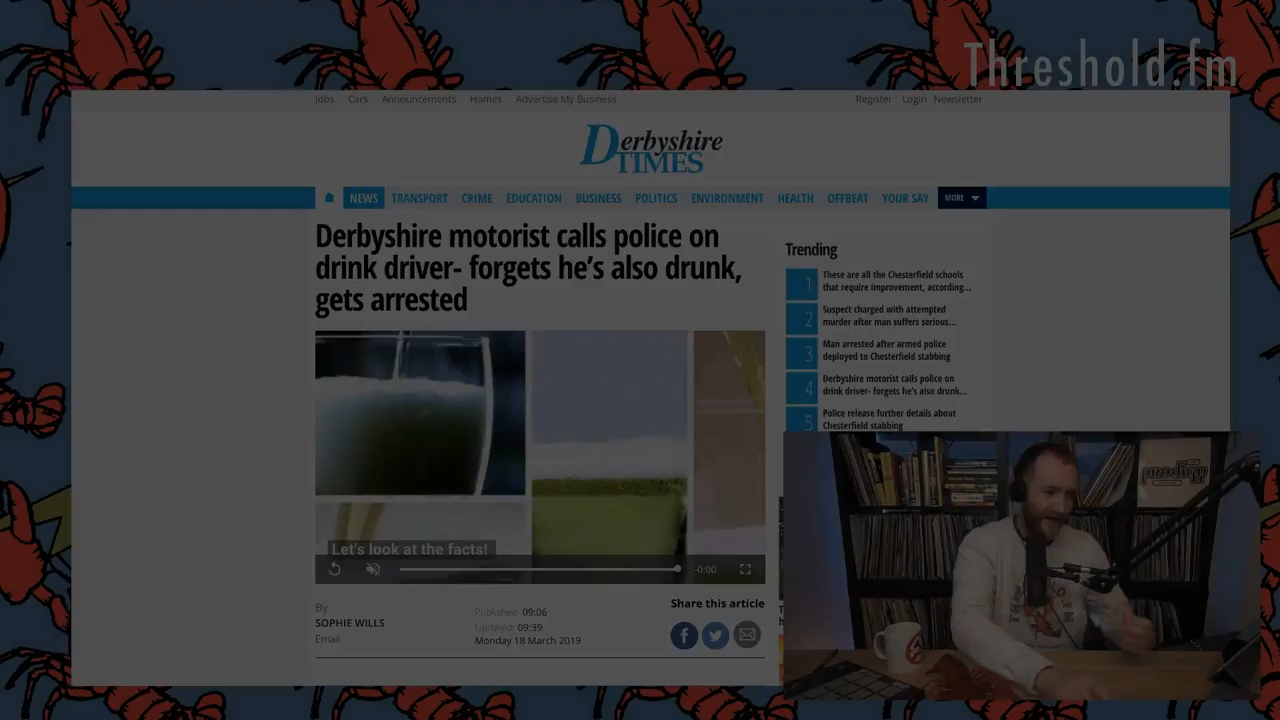 Threshold.fm
Jobs Cars Announcements Homes Advertise My Business
Register Login Newsletter
Derbyshire
TIMES
NEWS TRANSPORT CRIME EDUCATION BUSINESS POLITICS ENVIRONMENT HEALTH OFFBEAT YOUR SAY MORE
Derbyshire motorist calls police on
drink driver- forgets he's also drunk,
gets arrested
Trending
1 These are all the Chesterfield schools
that require improvement, according...
2 Suspect charged with attempted
murder after man suffers serious...
3 Man arrested after armed police
deployed to Chesterfield stabbing
4 Derbyshire motorist calls police on
drink driver- forgets he's also drunk...
5 Police release further details about
Chesterfield stabbing
Let's look at the facts!
-0:00
By
SOPHIE WILLS
Email
Published: 09:06
Updated: 09:39
Monday 18 March 2019
Share this article
prodigy